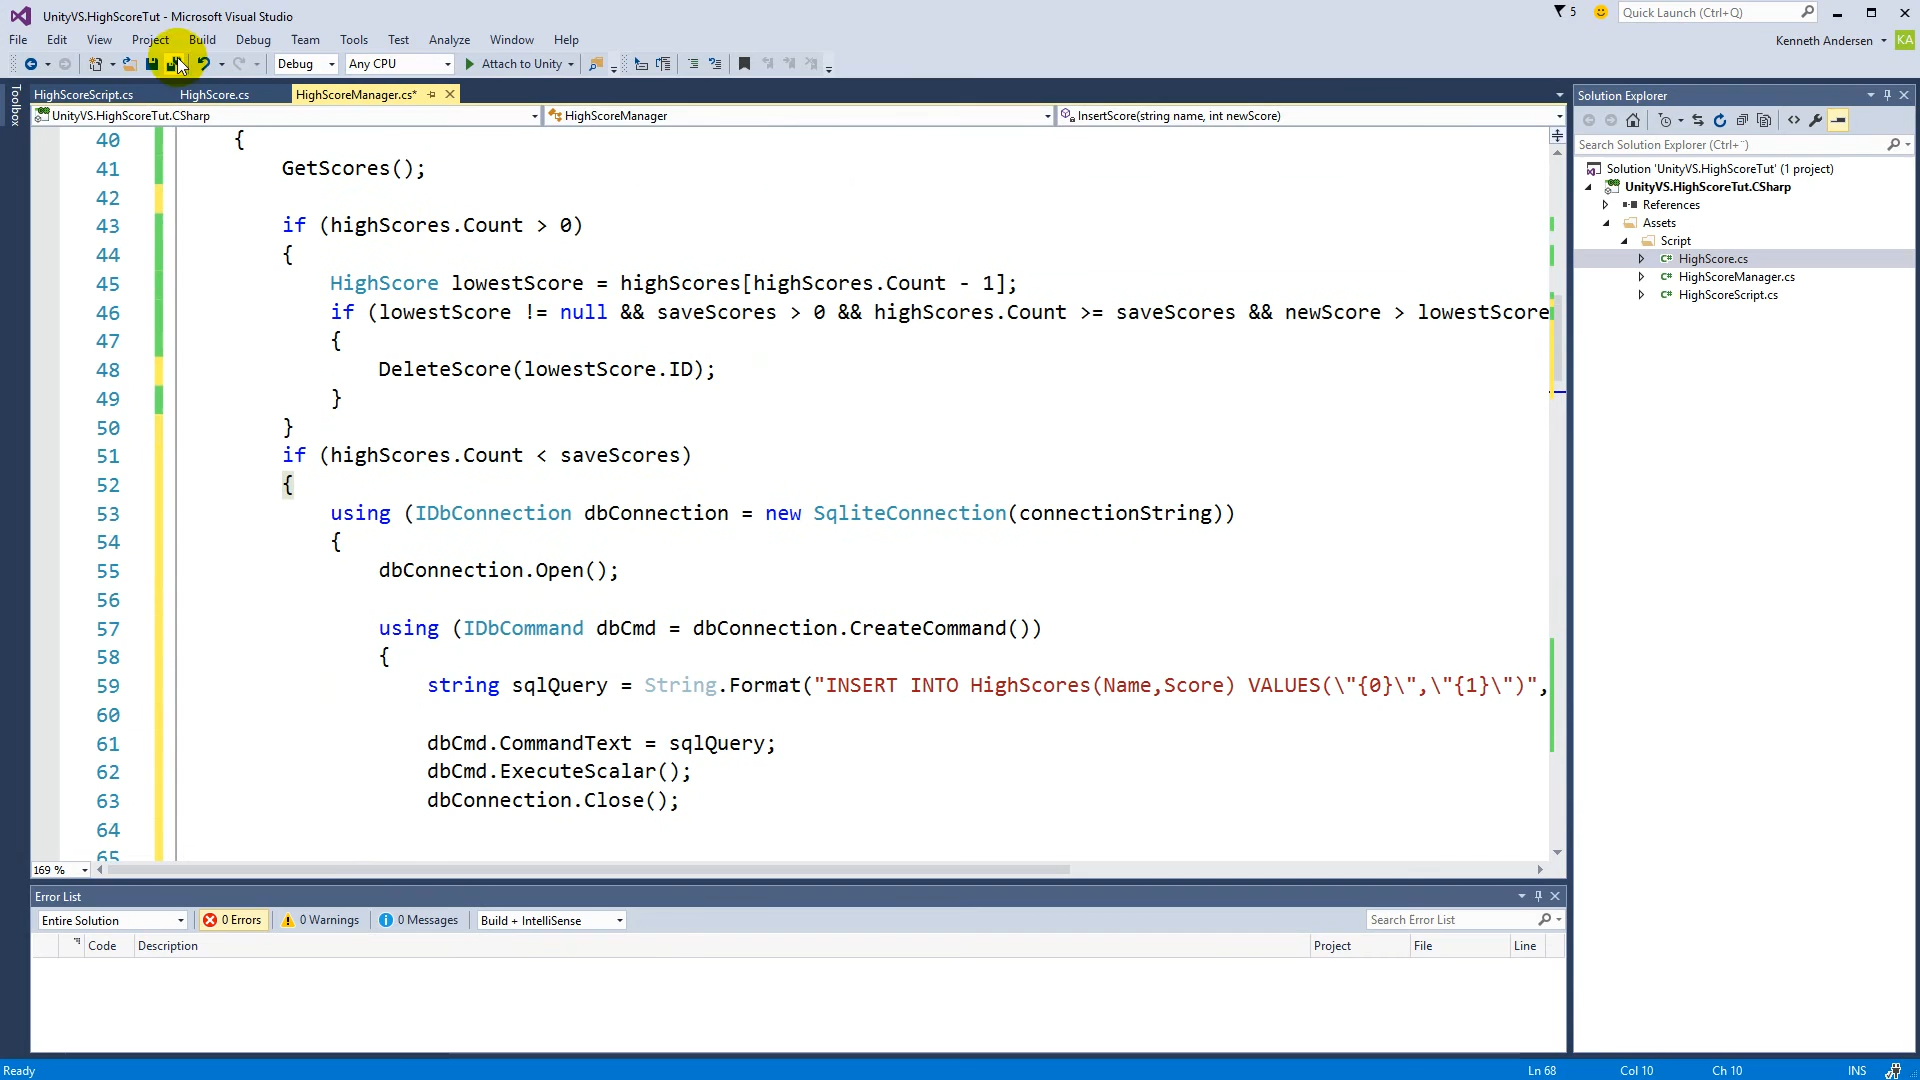 UnityVS.HighScoreTut - Microsoft Visual Studio
5
Quick Launch (Ctrl+Q)
File Edit View Project Build Debug Team Tools Test Analyze Window Help
Kenneth Andersen KA
Debug Any CPU Attach to Unity
Toolbox
HighScoreScript.cs HighScore.cs HighScoreManager.cs*
UnityVS.HighScoreTut.CSharp HighScoreManager InsertScore(string name, int newScore)
40 {
41 GetScores();
42
43 if (highScores.Count > 0)
44 {
45 HighScore lowestScore = highScores[highScores.Count - 1];
46 if (lowestScore != null && saveScores > 0 && highScores.Count >= saveScores && newScore > lowestScore
47 {
48 DeleteScore(lowestScore.ID);
49 }
50 }
51 if (highScores.Count < saveScores)
52 {
53 using (IDbConnection dbConnection = new SqliteConnection(connectionString))
54 {
55 dbConnection.Open();
56
57 using (IDbCommand dbCmd = dbConnection.CreateCommand())
58 {
59 string sqlQuery = String.Format("INSERT INTO HighScores(Name,Score) VALUES(\"{0}\",\"{1}\")",
60
61 dbCmd.CommandText = sqlQuery;
62 dbCmd.ExecuteScalar();
63 dbConnection.Close();
64
65
169 %
Solution Explorer
Search Solution Explorer (Ctrl+¨)
Solution 'UnityVS.HighScoreTut' (1 project)
UnityVS.HighScoreTut.CSharp
References
Assets
Script
C# HighScore.cs
C# HighScoreManager.cs
C# HighScoreScript.cs
Error List
Entire Solution 0 Errors 0 Warnings 0 Messages Build + IntelliSense Search Error List
Code Description Project File Line
Ready Ln 68 Col 10 Ch 10 INS